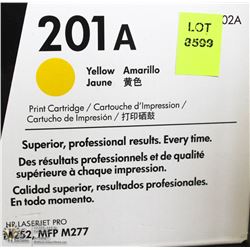 201A
LOT
3593
02A
Yellow Amarillo
Jaune 黄色
Print Cartridge / Cartouche d'Impression /
Cartucho de Impresión / 打印硒鼓
Superior, professional results. Every time.
Des résultats professionnels et de qualité
supérieure à chaque impression.
Calidad superior, resultados profesionales.
En todo momento.
HP LASERJET PRO
M252, MFP M277